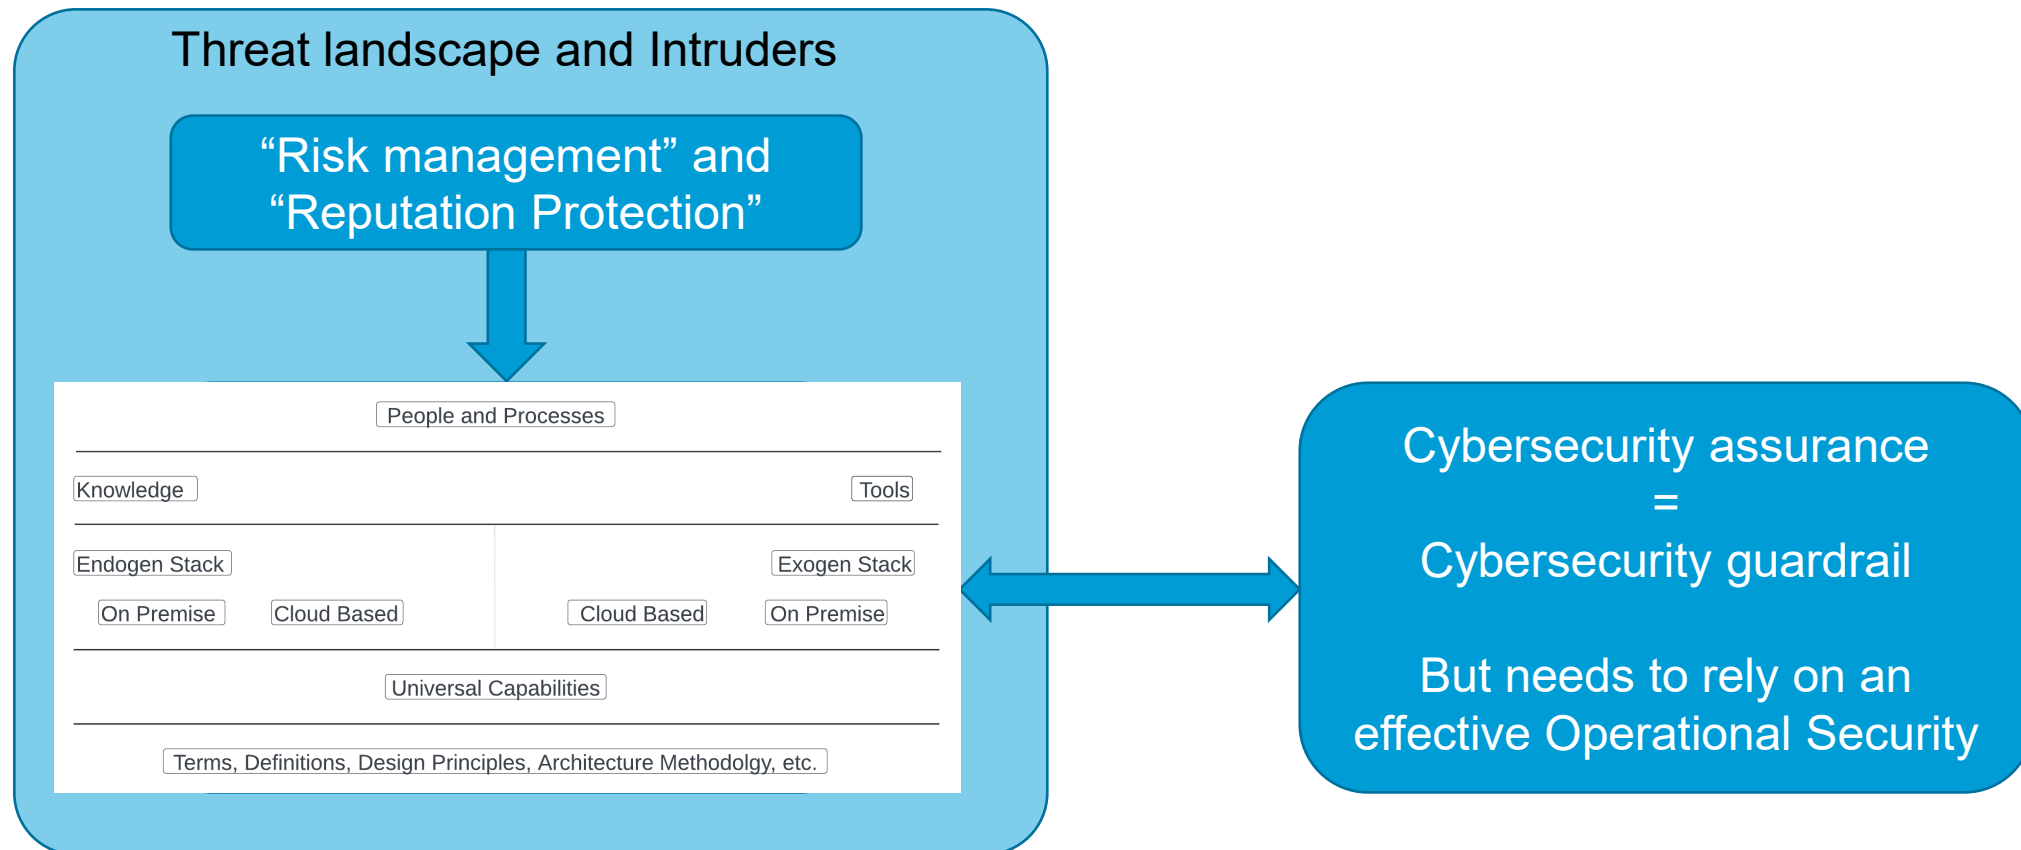 Threat landscape and Intruders
“Risk management” and
“Reputation Protection”
People and Processes
Knowledge
Tools
Endogen Stack
Exogen Stack
On Premise
Cloud Based
Cloud Based
On Premise
Universal Capabilities
Terms, Definitions, Design Principles, Architecture Methodolgy, etc.
Cybersecurity assurance
=
Cybersecurity guardrail
But needs to rely on an
effective Operational Security